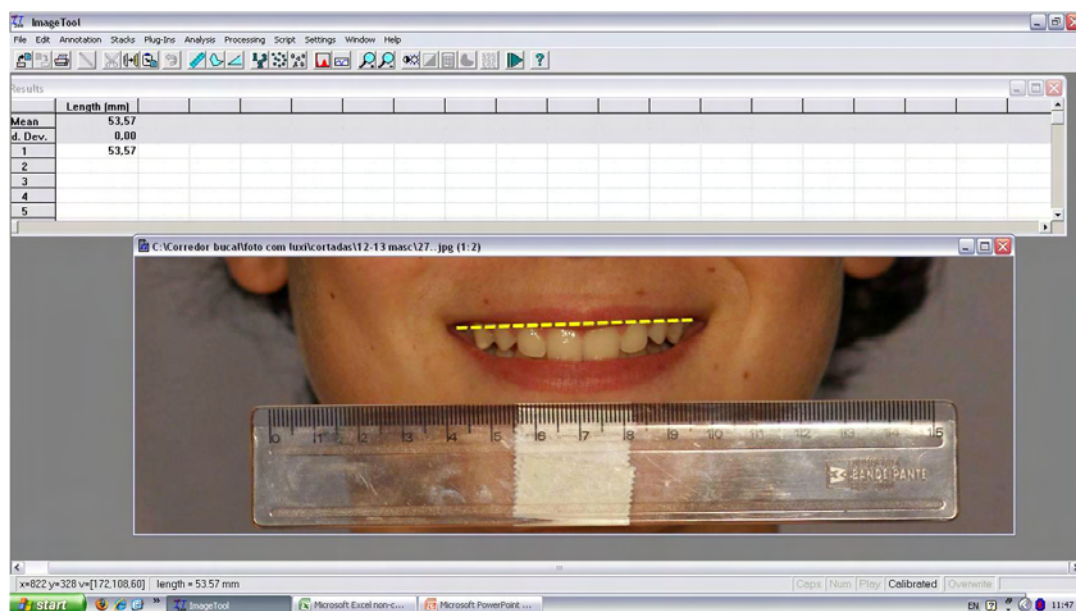 ImageTool
File Edit Annotation Stacks Plug-Ins Analysis Processing Script Settings Window Help
Results
Length (mm)
Mean 53,57
d. Dev. 0,00
1 53,57
2
3
4
5
C:\Corredor bucal\foto com luxi\cortadas\12-13 masc\27..jpg (1:2)
0 1 2 3 4 5 6 7 8 9 10 11 12 13 14 15
BANDEIRANTE
x=822 y=328 v=[172,108,60] length = 53.57 mm
Caps Num Play Calibrated Overwrite
start ImageTool Microsoft Excel non-c... Microsoft PowerPoint ... EN 11:47